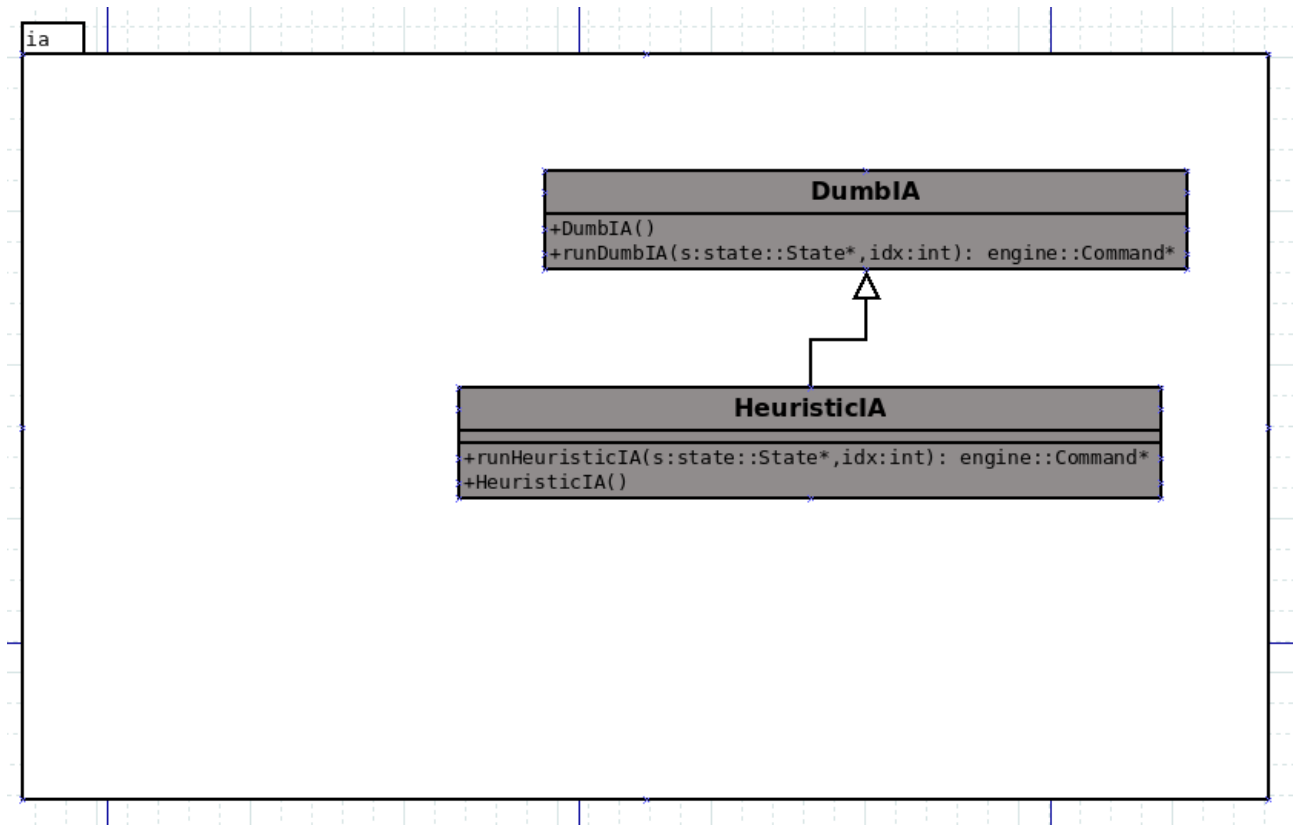 ia
DumbIA
+DumbIA()
+runDumbIA(s:state::State*,idx:int): engine::Command*
HeuristicIA
+runHeuristicIA(s:state::State*,idx:int): engine::Command*
+HeuristicIA()